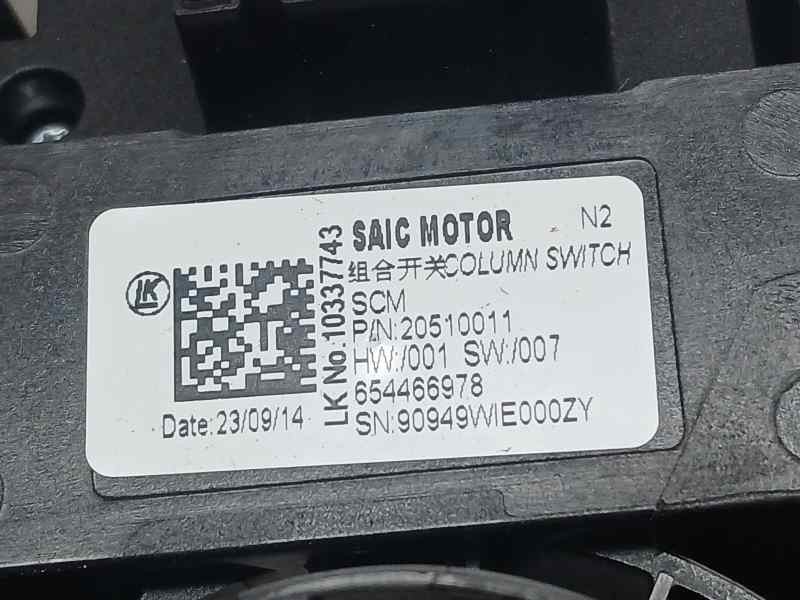 SAIC MOTOR N2
组合开关COLUMN SWITCH
SCM
P/N:20510011
HW:/001 SW:/007
654466978
SN:90949WIE000ZY
LK No:10337743
LK
Date:23/09/14